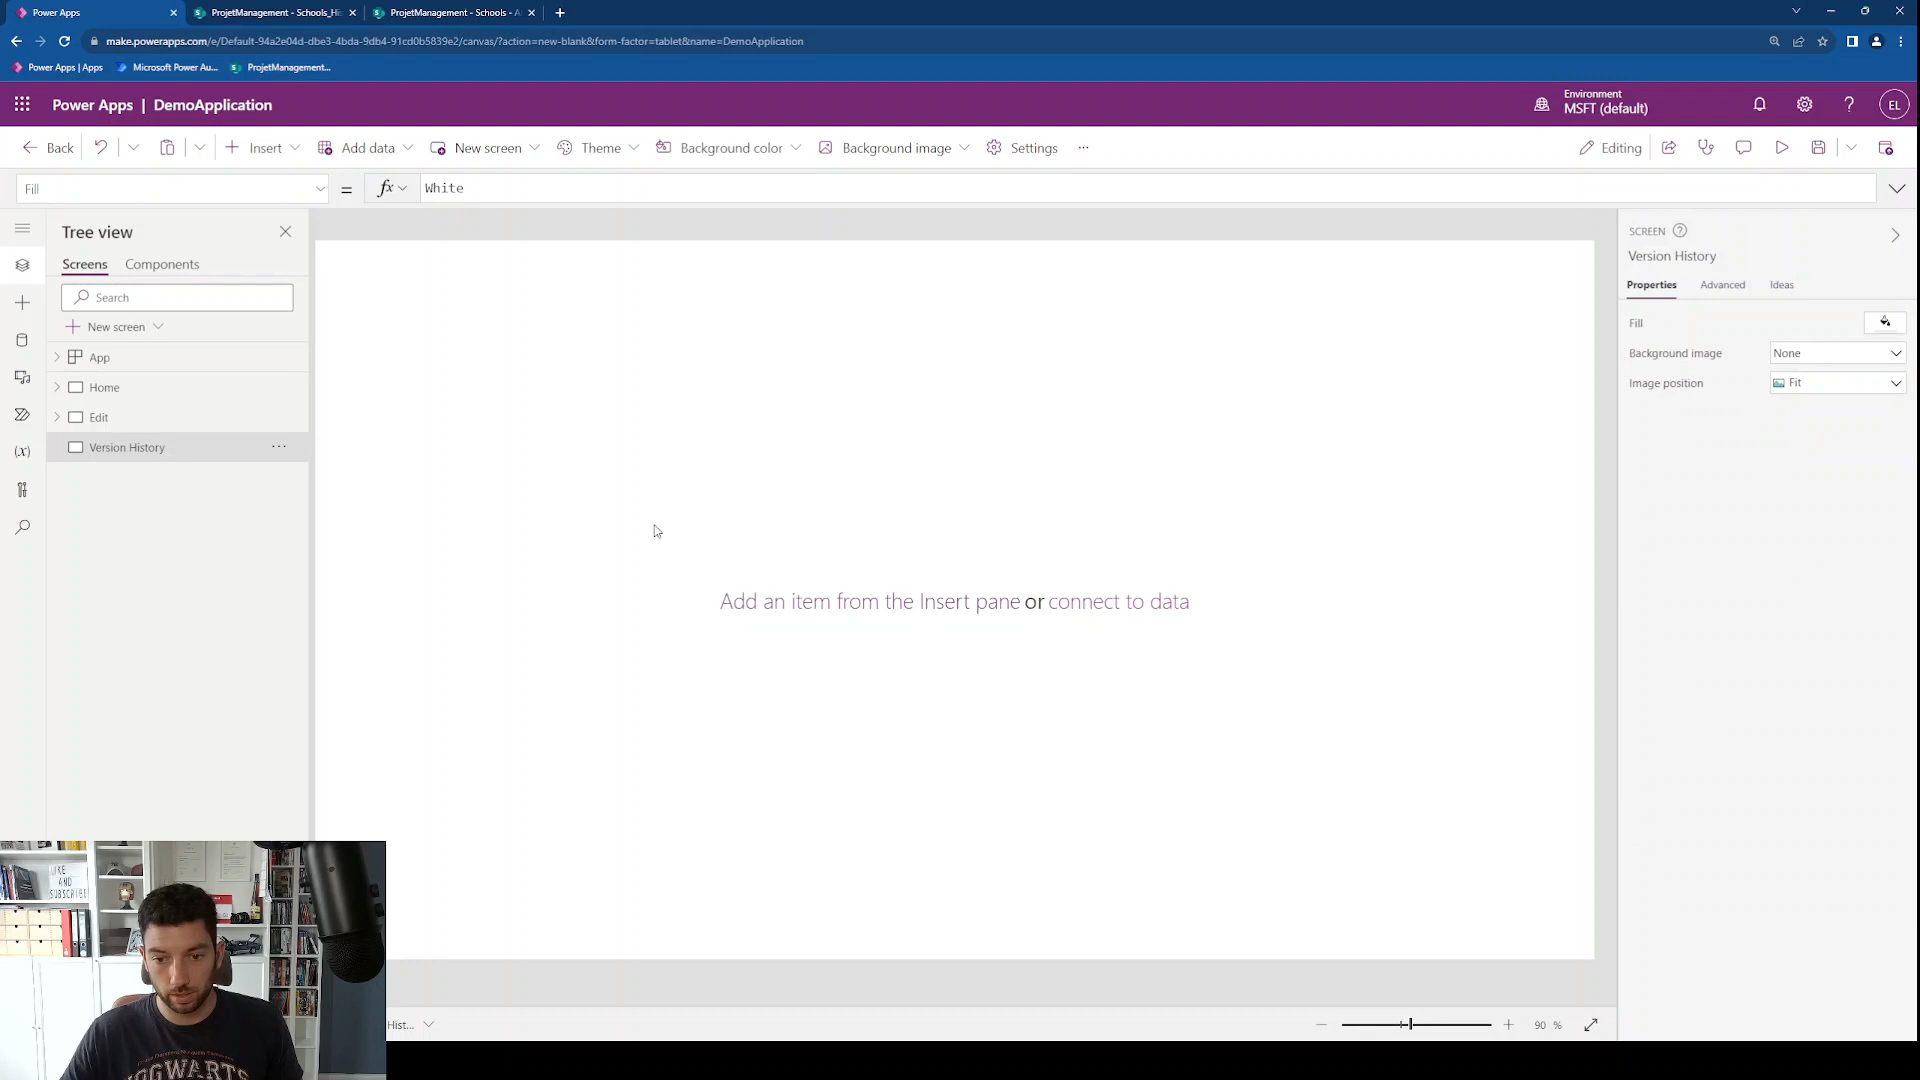 Power Apps
ProjetManagement - Schools_Hi
ProjetManagement - Schools - A
make.powerapps.com/e/Default-94a2e04d-dbe3-4bda-9db4-91cd0b5839e2/canvas/?action=new-blank&form-factor=tablet&name=DemoApplication
Power Apps | Apps
Microsoft Power Au...
ProjetManagement...
Power Apps | DemoApplication
Environment
MSFT (default)
EL
Back
Insert
Add data
New screen
Theme
Background color
Background image
Settings
Editing
Fill
=
fx
White
Tree view
Screens
Components
Search
New screen
App
Home
Edit
Version History
Add an item from the Insert pane or connect to data
SCREEN
Version History
Properties
Advanced
Ideas
Fill
Background image
None
Image position
Fit
Hist...
90 %
LIKE
AND
SUBSCRIBE
HOGWARTS